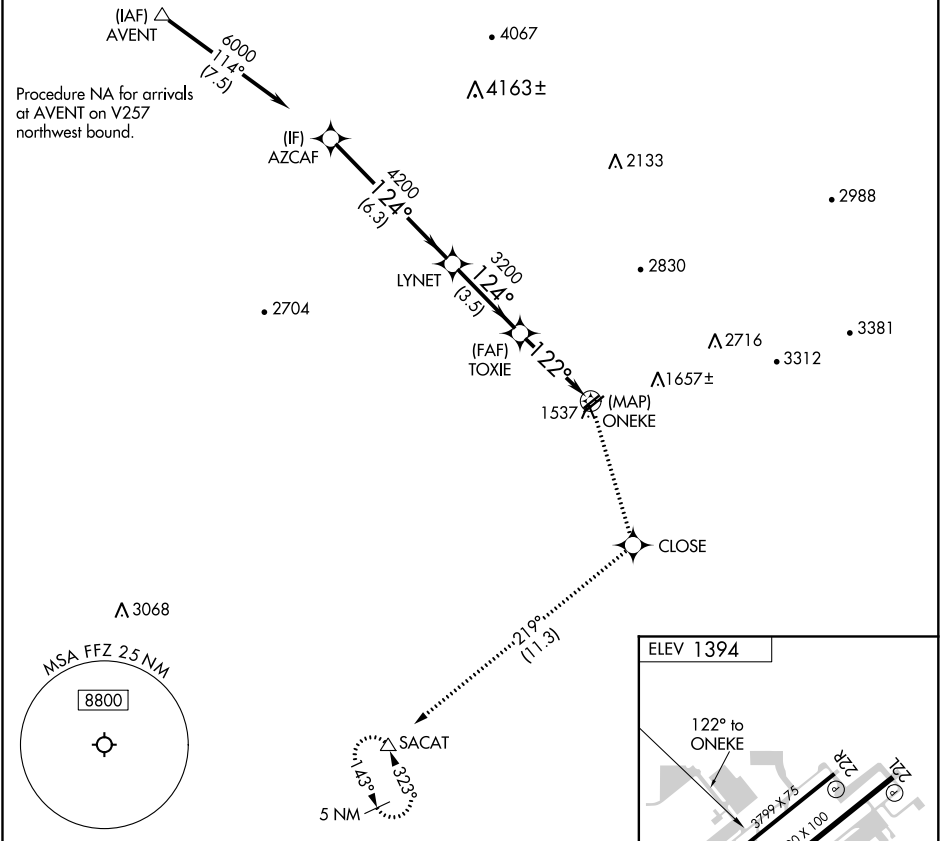 (IAF)
AVENT
6000
114°
(7.5)
4067
4163±
Procedure NA for arrivals
at AVENT on V257
northwest bound.
(IF)
AZCAF
2133
4200
124°
(6.3)
2988
LYNET
3200
124°
(3.5)
2830
2704
(FAF)
TOXIE
122°
2716
3381
3312
1657±
1537
(MAP)
ONEKE
CLOSE
3068
219°
(11.3)
MSA FFZ 25 NM
8800
SACAT
143°
323°
5 NM
ELEV 1394
122° to
ONEKE
22R
22L
P
P
3799 X 75
X 100